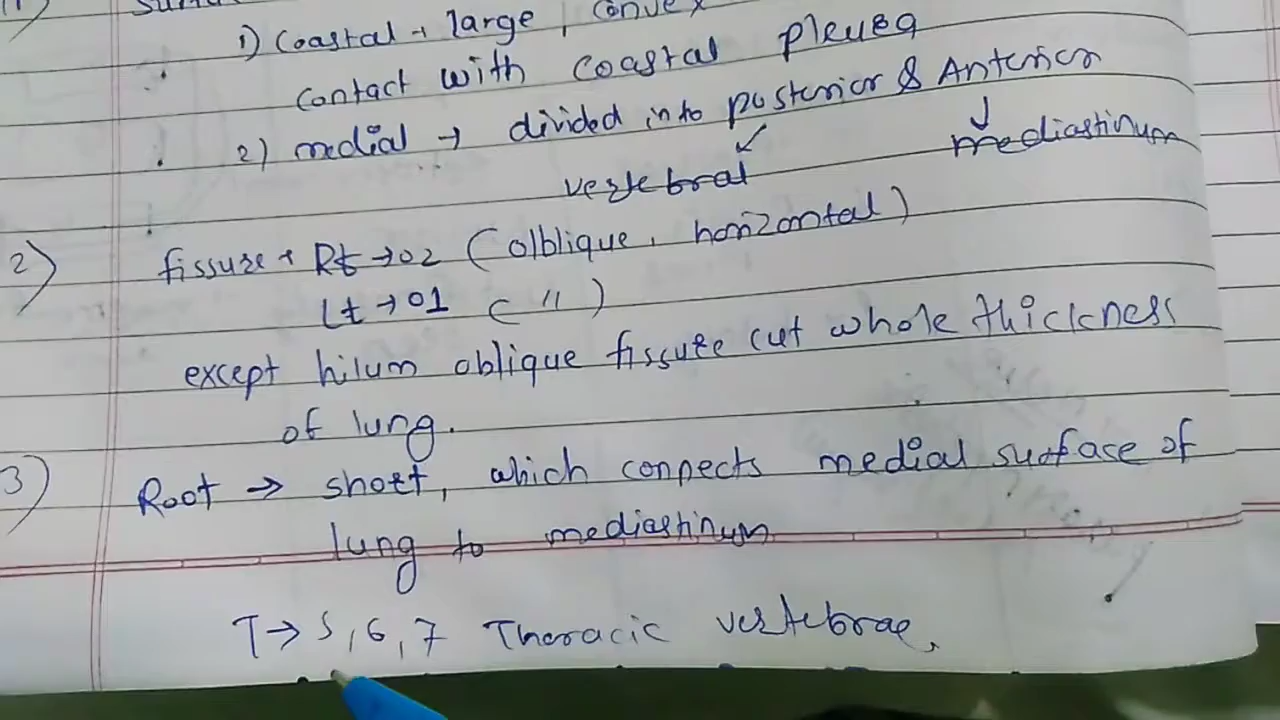 1) Coastal → large, convex
contact with coastal pleura
2) medial → divided into posterior & Anterior
vertebral mediastinum
2) fissure → Rt → 02 (olblique, horizontal)
Lt → 01 ( " )
except hilum oblique fissure cut whole thickness
of lung.
3) Root → short, which connects medial surface of
lung to mediastinum
T → 5, 6, 7 Thoracic vertebrae,